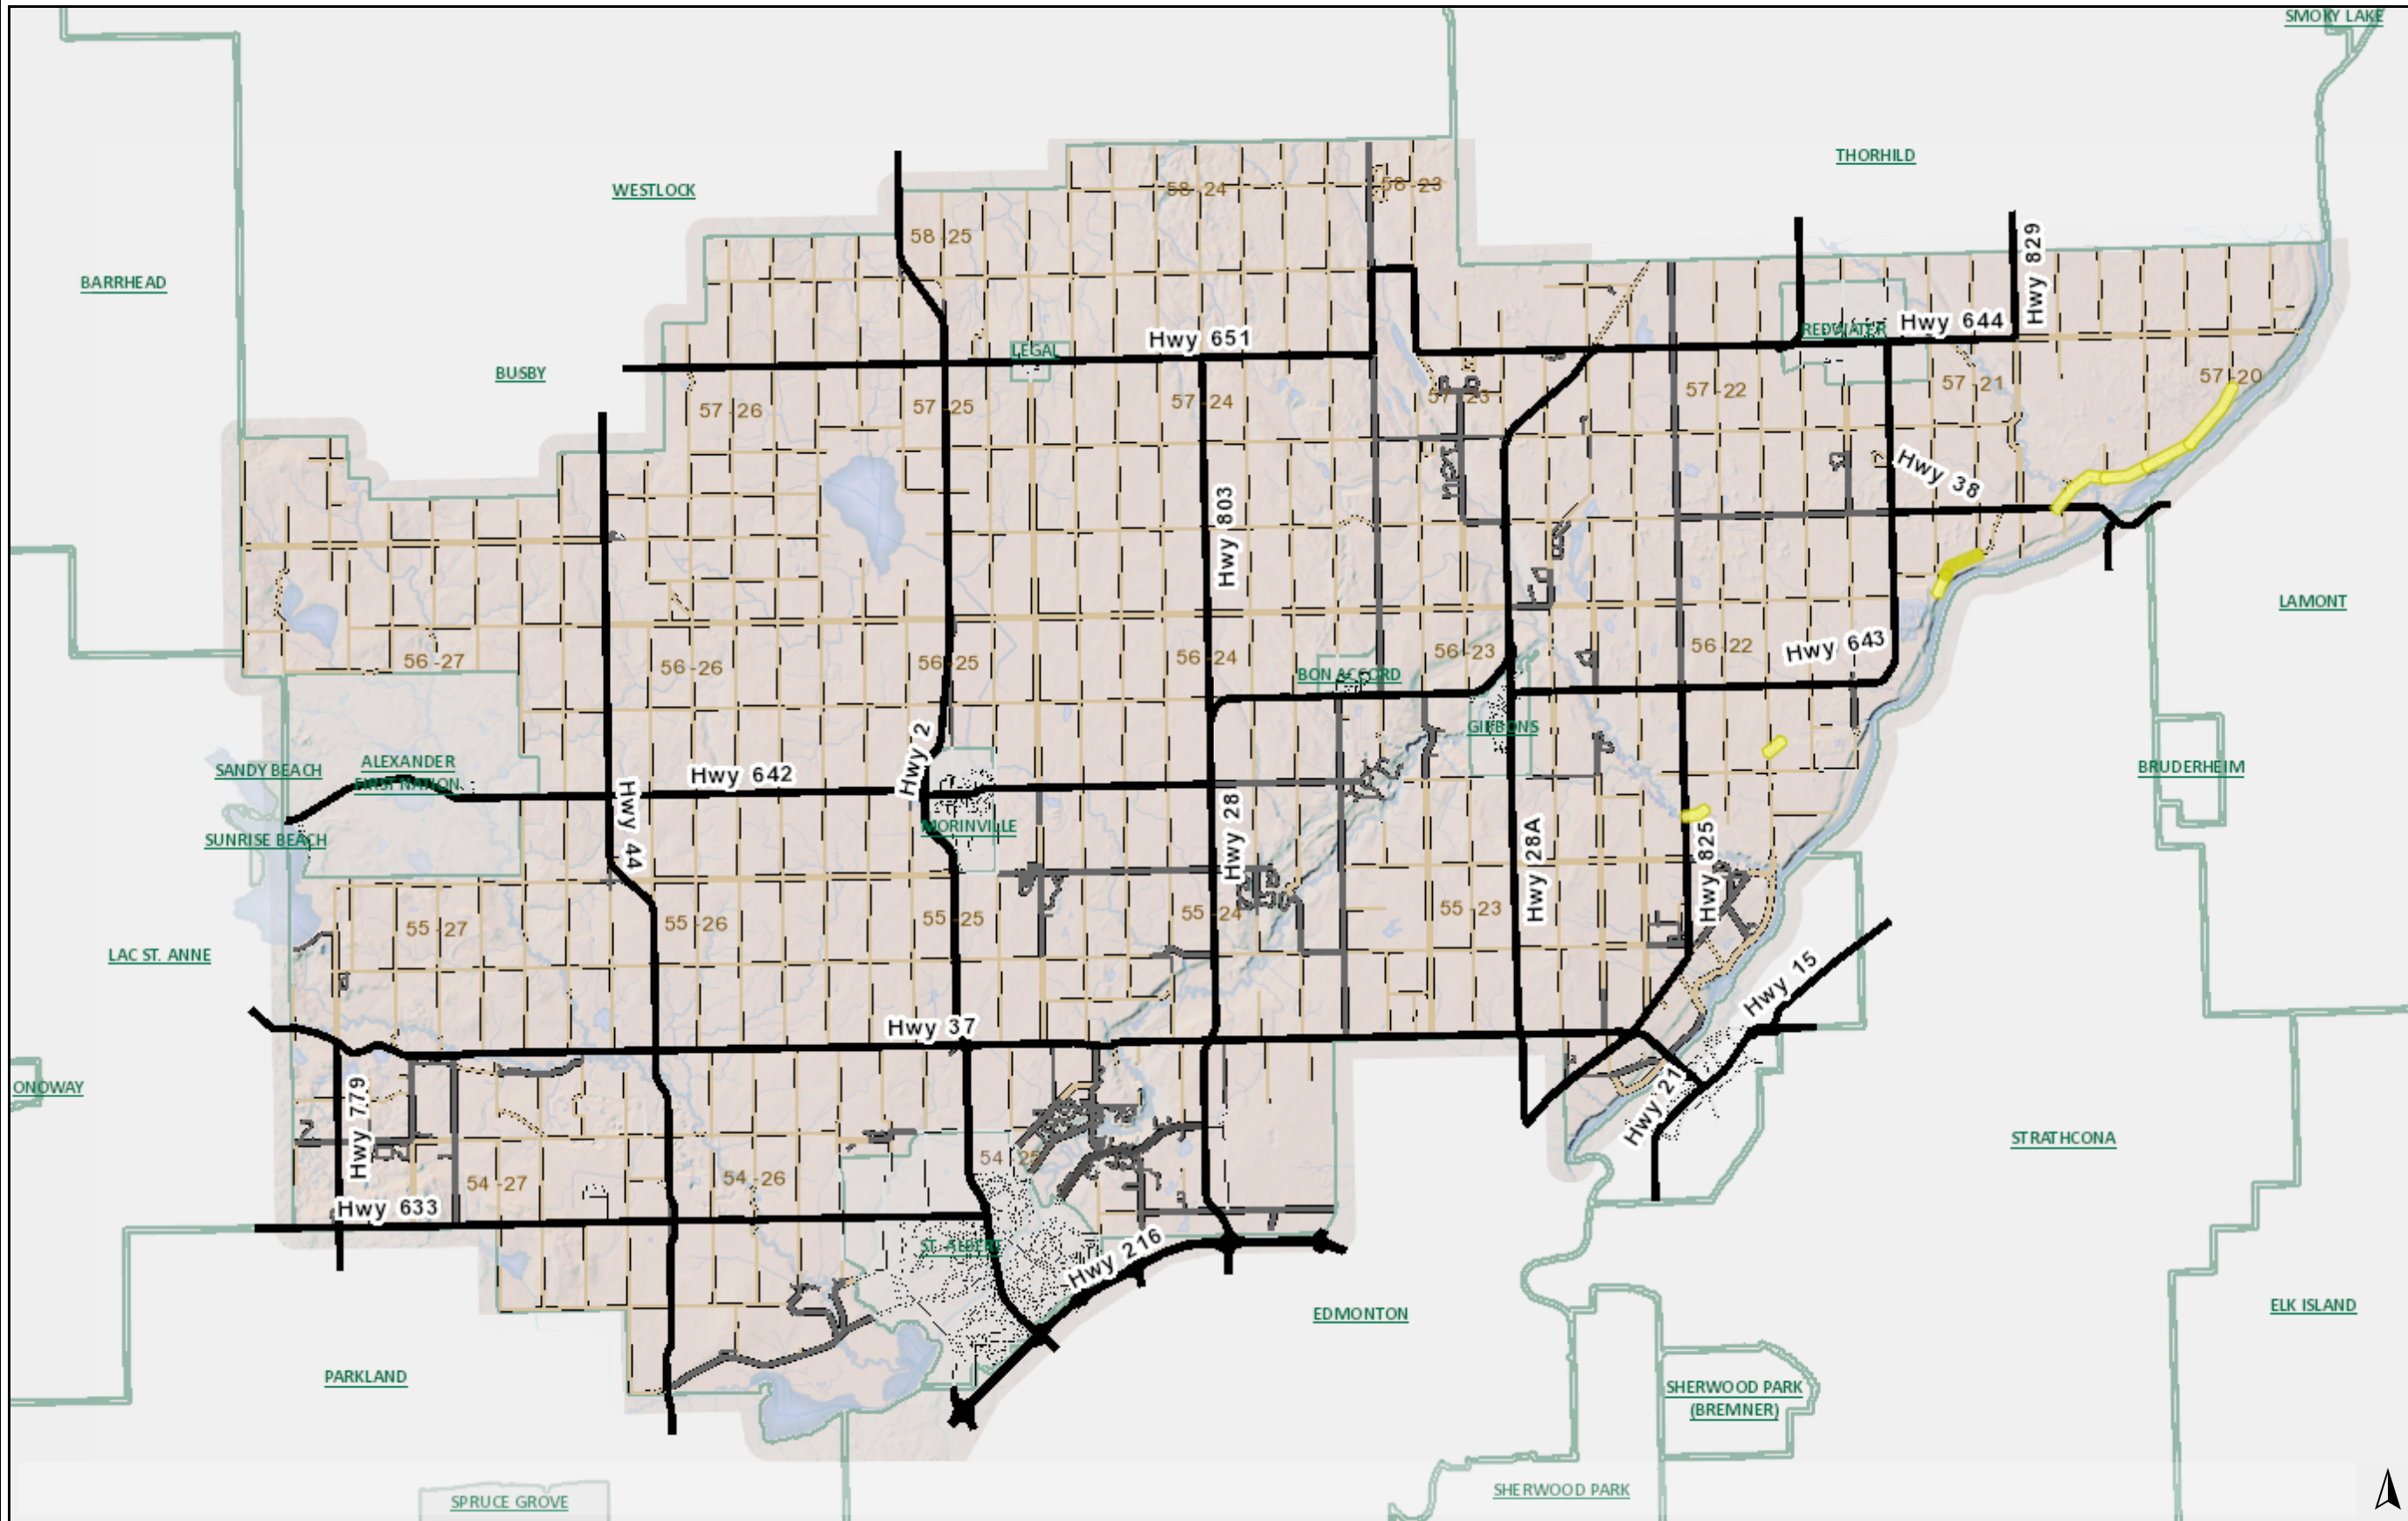 SMOKY LAKE
THORHILD
WESTLOCK
58-24
58-23
58-25
Hwy 829
BARRHEAD
REDWATER
Hwy 644
Hwy 651
LEGAL
BUSBY
57-26
57-25
57-24
57-23
57-22
57-21
57-20
Hwy 38
Hwy 803
LAMONT
56-27
56-26
56-25
56-24
56-23
56-22
Hwy 643
BON ACCORD
GIBBONS
Hwy 2
ALEXANDER
FIRST NATION
SANDY BEACH
Hwy 642
BRUDERHEIM
Hwy 44
MORINVILLE
SUNRISE BEACH
Hwy 28
Hwy 28A
Hwy 825
55-27
55-26
55-25
55-24
55-23
LAC ST. ANNE
Hwy 15
Hwy 37
ONOWAY
Hwy 779
Hwy 21
STRATHCONA
54-27
54-26
54-25
Hwy 633
ST. ALBERT
Hwy 216
EDMONTON
ELK ISLAND
PARKLAND
SHERWOOD PARK
(BREMNER)
SPRUCE GROVE
SHERWOOD PARK